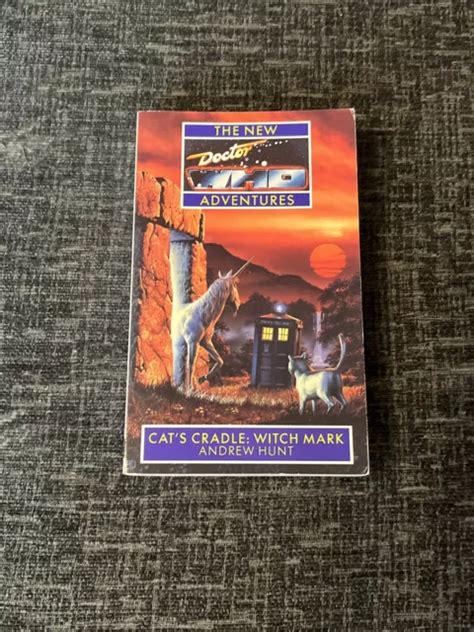 THE NEW
Doctor
WHO
ADVENTURES
CAT'S CRADLE: WITCH MARK
ANDREW HUNT